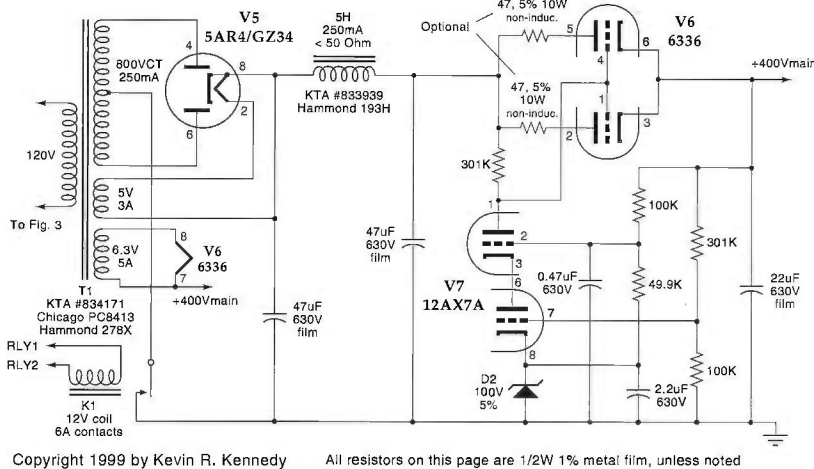 V5
5AR4/GZ34
4
8
2
6
800VCT
250mA
5H
250mA
< 50 Ohm
KTA #833939
Hammond 193H
Optional
47, 5% 10W
non-induc.
47, 5%
10W
non-induc.
5
6
4
1
2
3
V6
6336
+400Vmain
120V
To Fig. 3
5V
3A
6.3V
5A
8
7
V6
6336
+400Vmain
T1
KTA #834171
Chicago PC8413
Hammond 278X
RLY1
RLY2
K1
12V coil
6A contacts
47uF
630V
film
47uF
630V
film
301K
1
2
3
6
7
8
V7
12AX7A
0.47uF
630V
100K
49.9K
301K
100K
22uF
630V
film
D2
100V
5%
2.2uF
630V
Copyright 1999 by Kevin R. Kennedy
All resistors on this page are 1/2W 1% metal film, unless noted